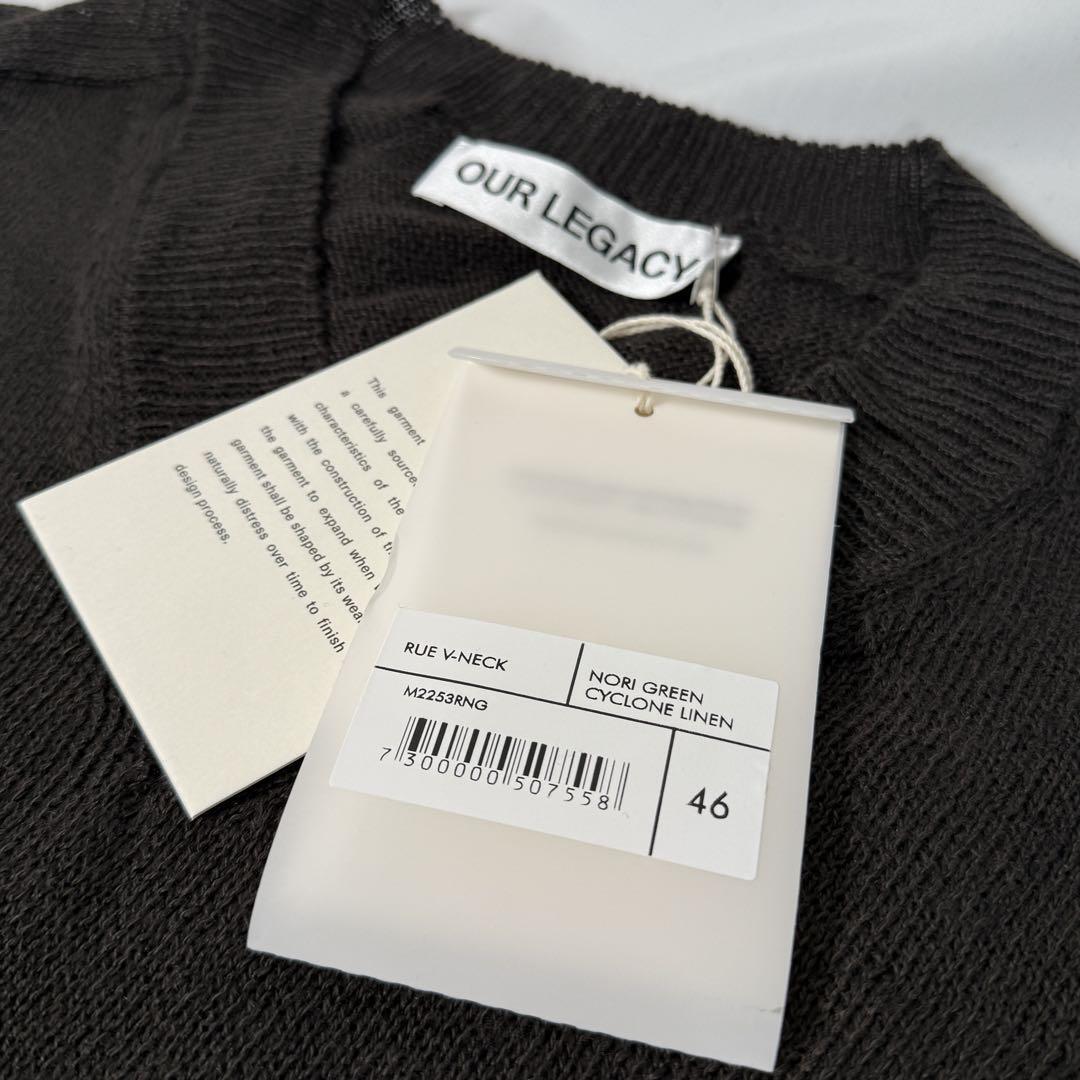 OUR LEGACY
This garment
a carefully source
characteristics of the
with the construction of
the garment to expand when
garment shall be shaped by its
naturally distress over time to finish
design process.
RUE V-NECK
NORI GREEN
CYCLONE LINEN
M2253RNG
7 300000 507558
46